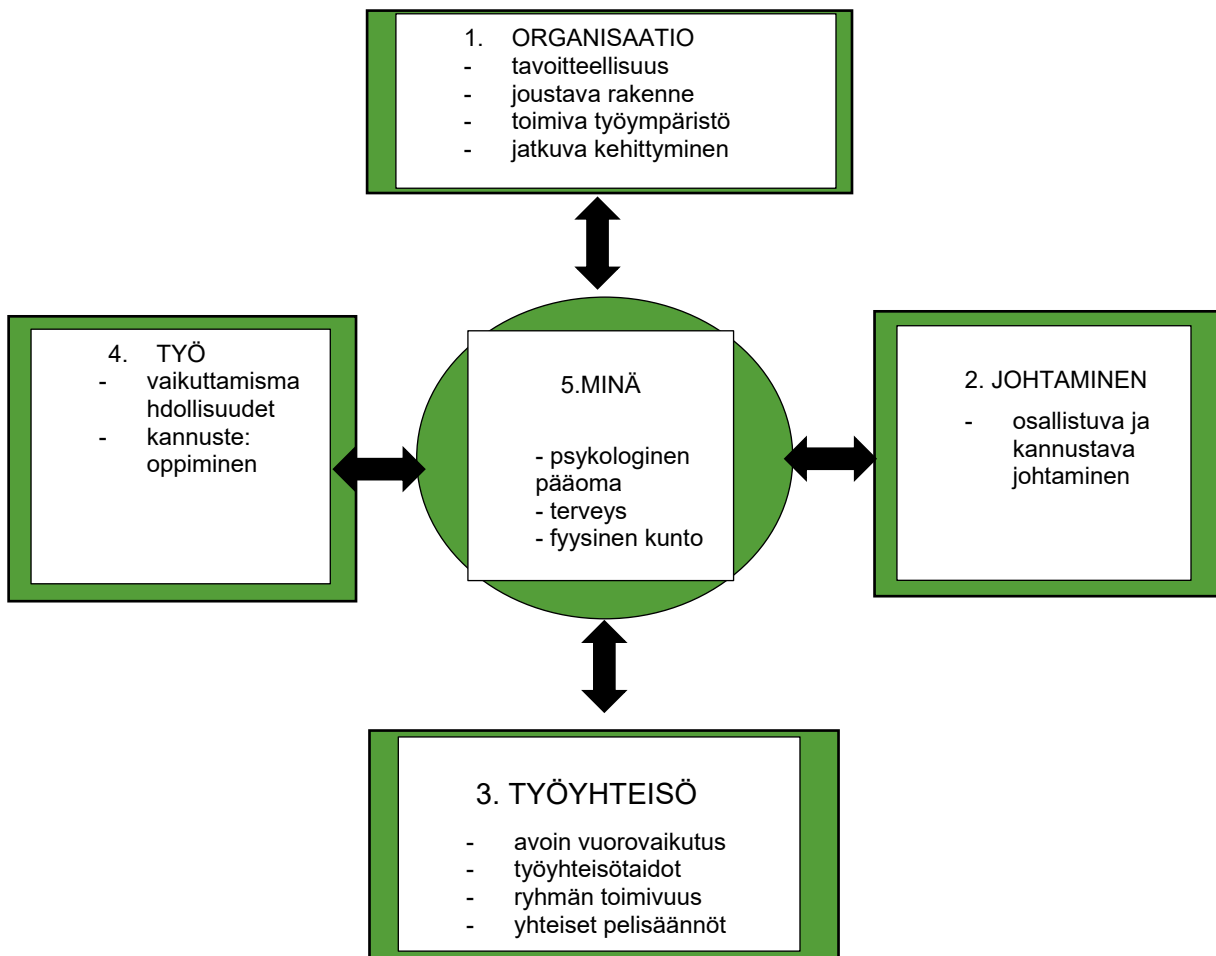 1. ORGANISAATIO
- tavoitteellisuus
- joustava rakenne
- toimiva työympäristö
- jatkuva kehittyminen
4. TYÖ
- vaikuttamisma
hdollisuudet
- kannuste:
oppiminen
5.MINÄ
- psykologinen
pääoma
- terveys
- fyysinen kunto
2. JOHTAMINEN
- osallistuva ja
kannustava
johtaminen
3. TYÖYHTEISÖ
- avoin vuorovaikutus
- työyhteisötaidot
- ryhmän toimivuus
- yhteiset pelisäännöt